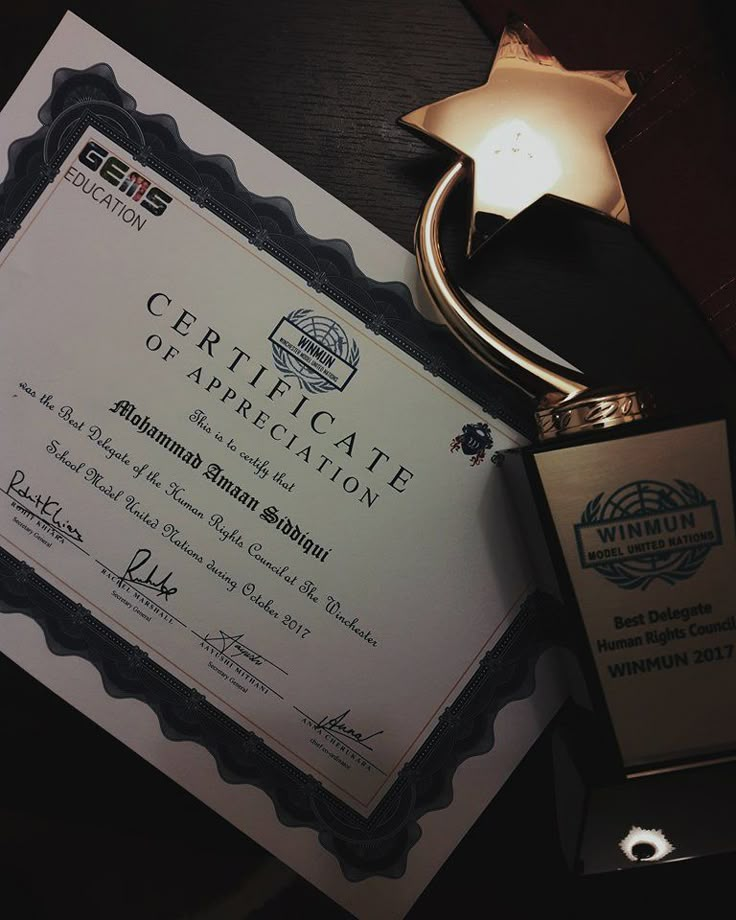 GEMS
EDUCATION
WINMUN
WINCHESTER MODEL UNITED NATIONS
CERTIFICATE
OF APPRECIATION
This is to certify that
Mohammad Amaan Siddiqui
was the Best Delegate of the Human Rights Council at The Winchester
School Model United Nations during October 2017
ROHIT KHIARA
Secretary General
RACHEL MARSHALL
Secretary General
AAYUSHI MITHANI
Secretary General
ANNA CHERUKARA
chief co-ordinator
WINMUN
MODEL UNITED NATIONS
Best Delegate
Human Rights Council
WINMUN 2017